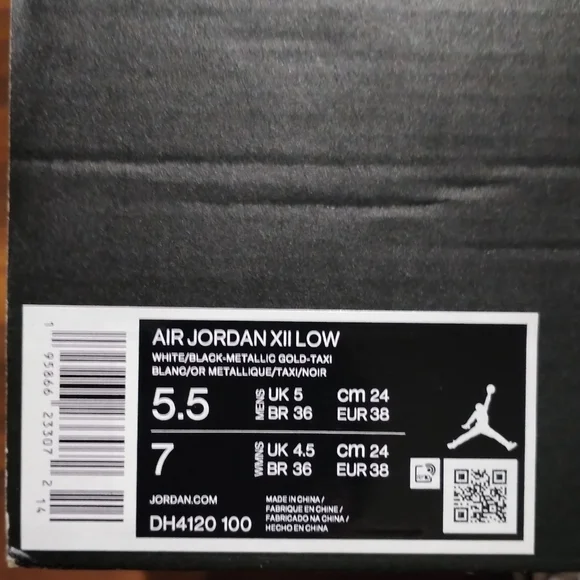 AIR JORDAN XII LOW
WHITE/BLACK-METALLIC GOLD-TAXI
BLANC/OR METALLIQUE/TAXI/NOIR
5.5 MENS UK 5 cm 24
BR 36 EUR 38
7 WMNS UK 4.5 cm 24
BR 36 EUR 38
JORDAN.COM
DH4120 100
MADE IN CHINA /
FABRIQUE EN CHINE /
FABRICADO NA CHINA /
HECHO EN CHINA
1 95866 23307 2 14